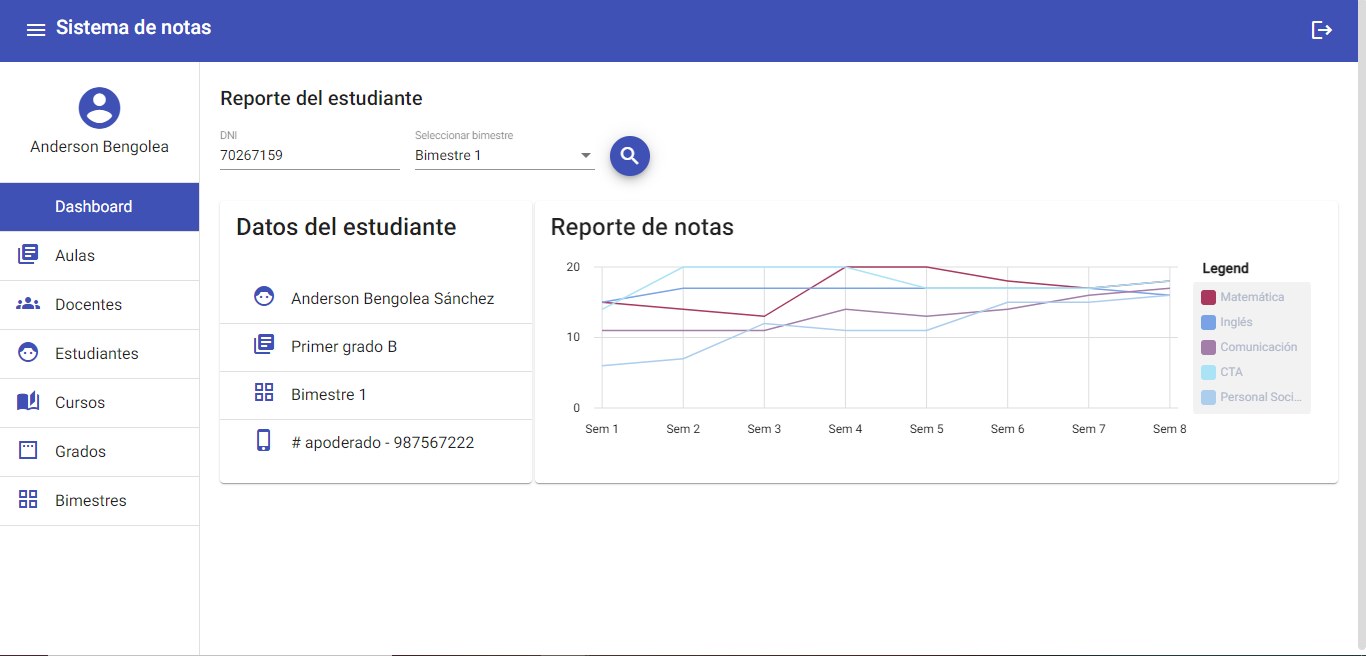 Sistema de notas
Anderson Bengolea
Dashboard
Aulas
Docentes
Estudiantes
Cursos
Grados
Bimestres
Reporte del estudiante
DNI
70267159
Seleccionar bimestre
Bimestre 1
Datos del estudiante
Anderson Bengolea Sánchez
Primer grado B
Bimestre 1
# apoderado - 987567222
Reporte de notas
20
10
0
Sem 1 Sem 2 Sem 3 Sem 4 Sem 5 Sem 6 Sem 7 Sem 8
Legend
Matemática
Inglés
Comunicación
CTA
Personal Soci...